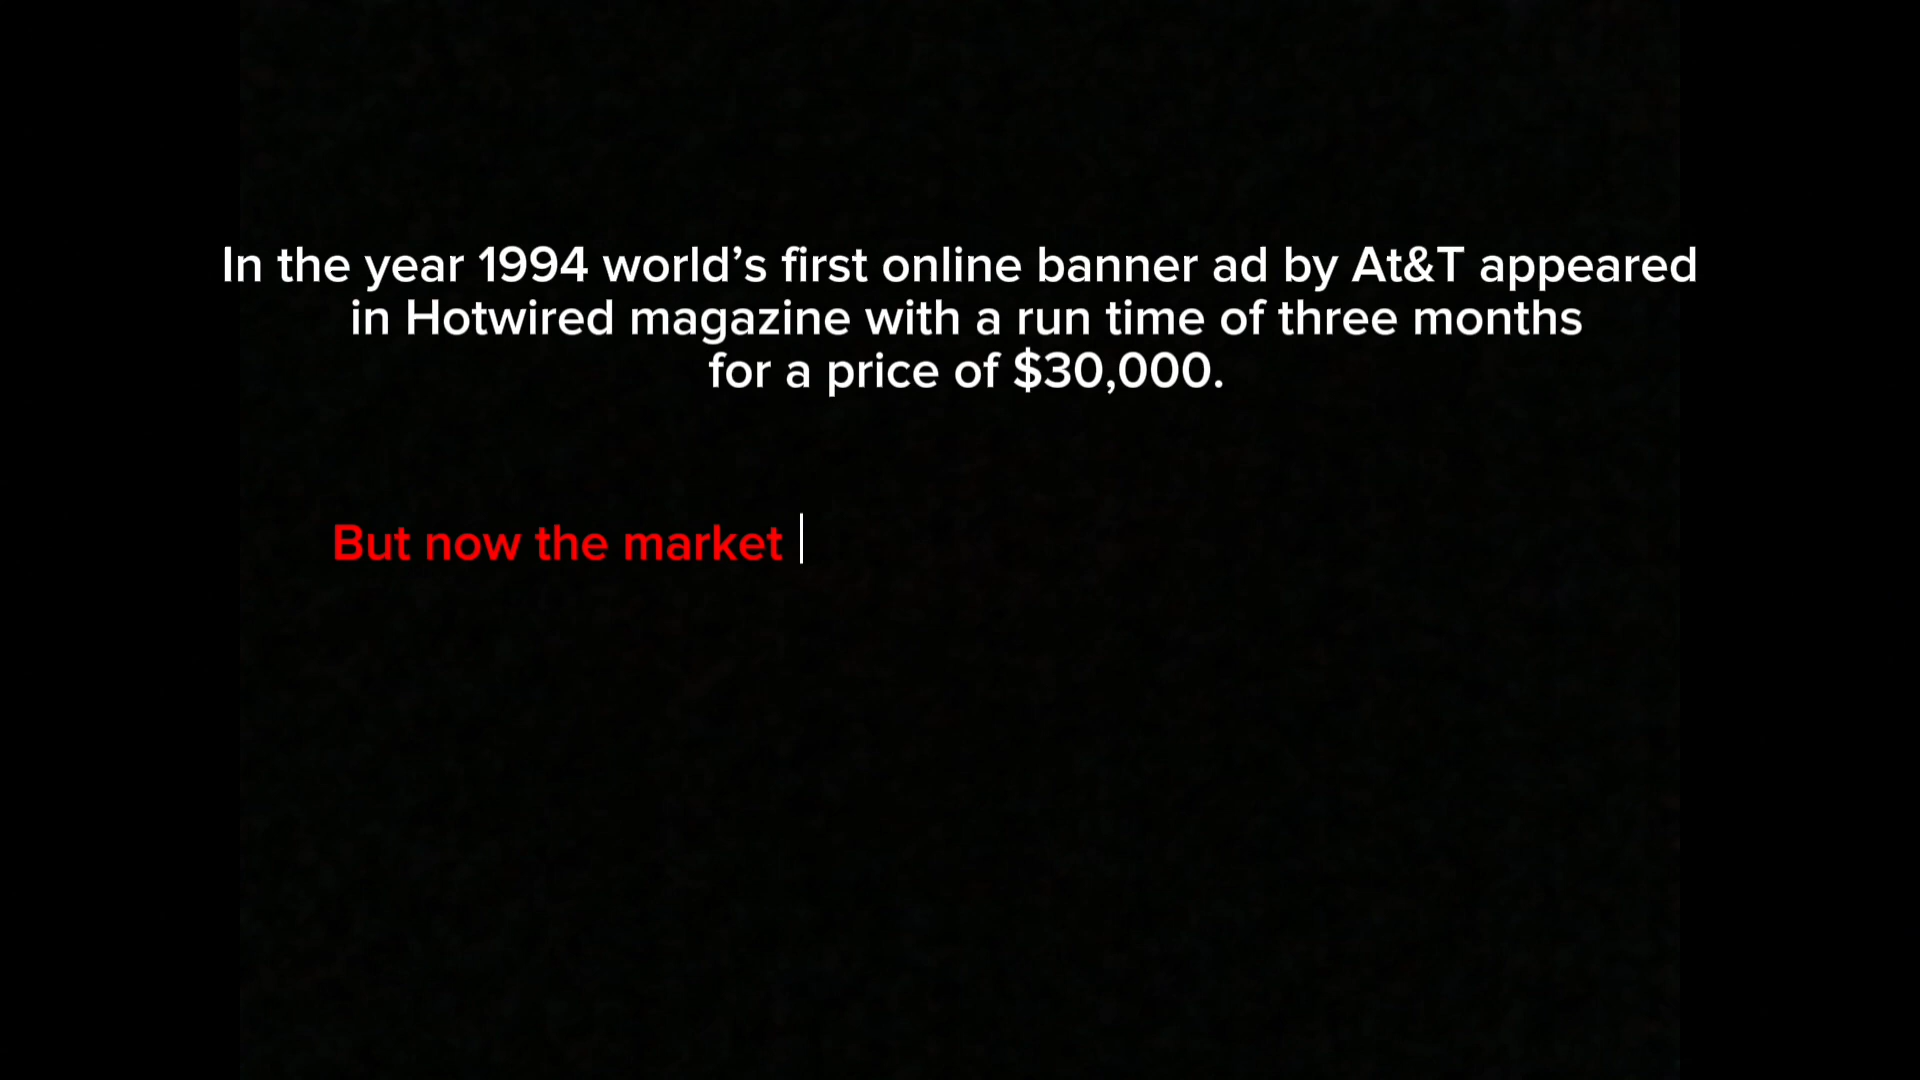 In the year 1994 world’s first online banner ad by At&T appeared
in Hotwired magazine with a run time of three months
for a price of $30,000.
But now the market